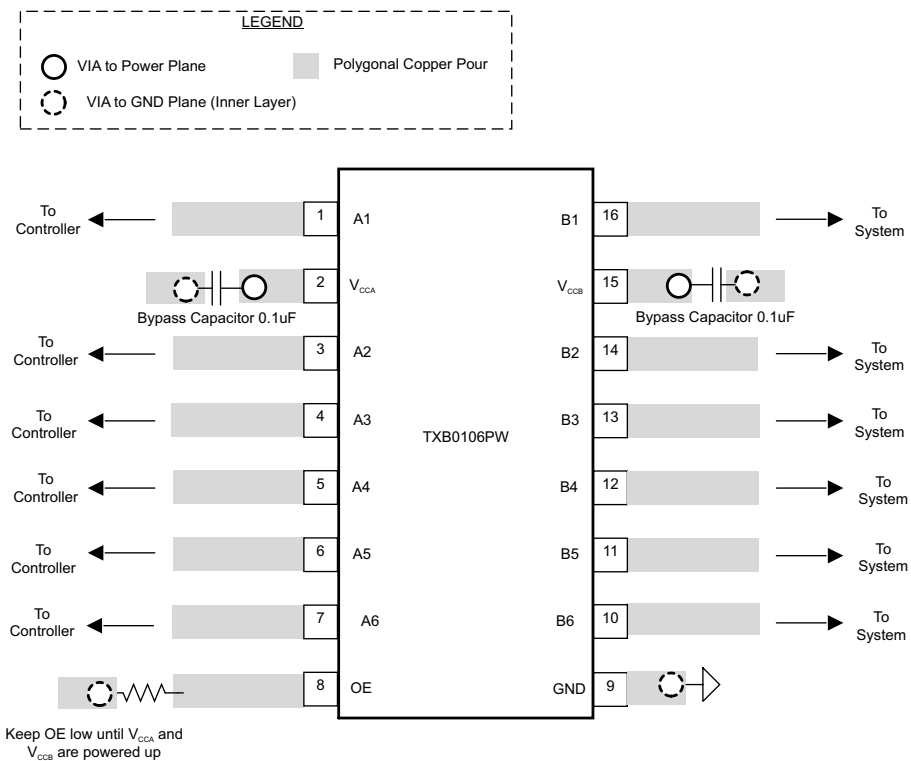 LEGEND
VIA to Power Plane
Polygonal Copper Pour
VIA to GND Plane (Inner Layer)
To
Controller
1
A1
B1
16
To
System
2
VCCA
VCCB
15
Bypass Capacitor 0.1uF
Bypass Capacitor 0.1uF
To
Controller
3
A2
B2
14
To
System
To
Controller
4
A3
B3
13
To
System
TXB0106PW
To
Controller
5
A4
B4
12
To
System
To
Controller
6
A5
B5
11
To
System
To
Controller
7
A6
B6
10
To
System
8
OE
GND
9
Keep OE low until VCCA and
VCCB are powered up